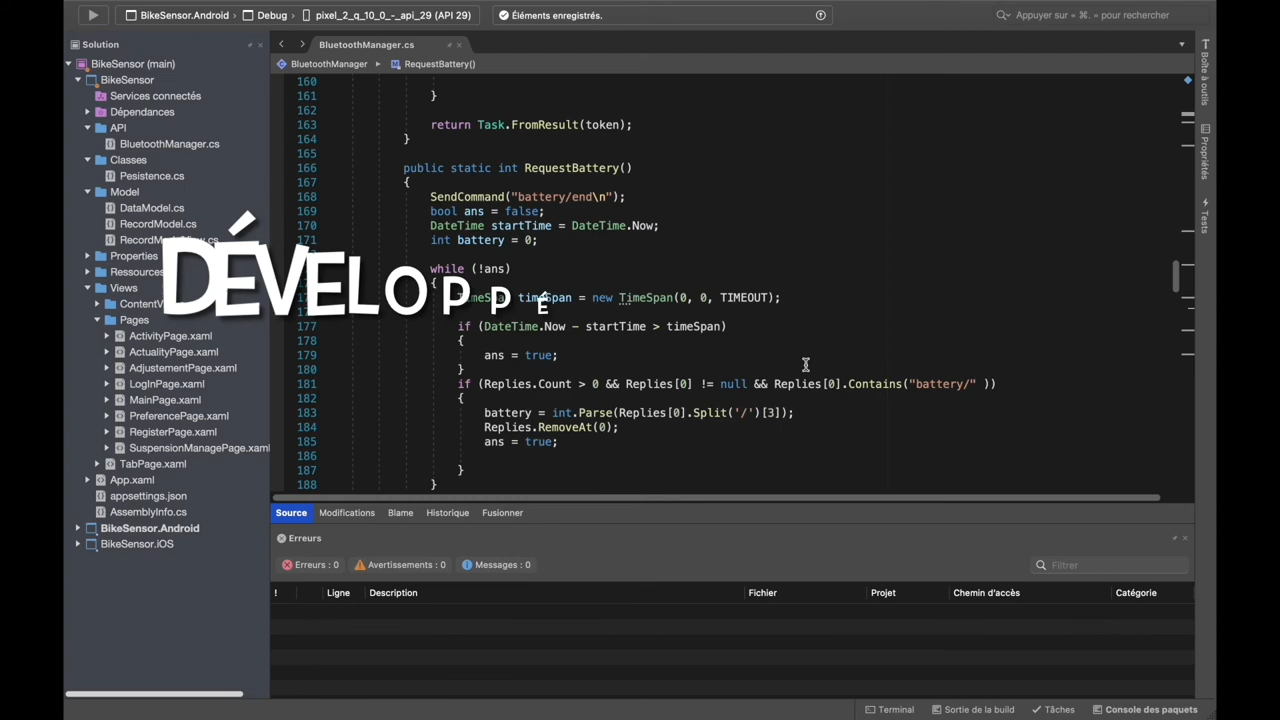 BikeSensor.Android > Debug > pixel_2_q_10_0_-_api_29 (API 29)
Éléments enregistrés.
Appuyer sur « ⌘. » pour rechercher
Solution
BikeSensor (main)
BikeSensor
Services connectés
Dépendances
API
BluetoothManager.cs
Classes
Pesistence.cs
Model
DataModel.cs
RecordModel.cs
Properties
Ressources
Views
Pages
ActivityPage.xaml
ActualityPage.xaml
AdjustementPage.xaml
LogInPage.xaml
MainPage.xaml
PreferencePage.xaml
RegisterPage.xaml
SuspensionManagePage.xaml
TabPage.xaml
App.xaml
appsettings.json
AssemblyInfo.cs
BikeSensor.Android
BikeSensor.iOS
DÉVELOPPÉ
BluetoothManager.cs
BluetoothManager ▸ RequestBattery()
160
161 }
162
163 return Task.FromResult(token);
164 }
165
166 public static int RequestBattery()
167 {
168 SendCommand("battery/end\n");
169 bool ans = false;
170 DateTime startTime = DateTime.Now;
171 int battery = 0;
while (!ans)
{
timeSpan = new TimeSpan(0, 0, TIMEOUT);
177 if (DateTime.Now - startTime > timeSpan)
178 {
179 ans = true;
180 }
181 if (Replies.Count > 0 && Replies[0] != null && Replies[0].Contains("battery/" ))
182 {
183 battery = int.Parse(Replies[0].Split('/')[3]);
184 Replies.RemoveAt(0);
185 ans = true;
186
187 }
188 }
Source Modifications Blame Historique Fusionner
Erreurs
Erreurs : 0 Avertissements : 0 Messages : 0 Filtrer
! Ligne Description Fichier Projet Chemin d'accès Catégorie
Terminal Sortie de la build Tâches Console des paquets
Boîte à outils
Propriétés
Tests